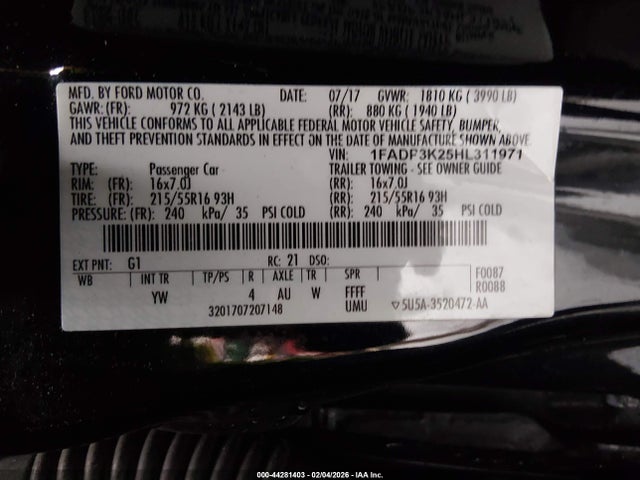 MFD. BY FORD MOTOR CO. DATE: 07/17 GVWR: 1810 KG ( 3990 LB)
GAWR: (FR): 972 KG ( 2143 LB) (RR): 880 KG ( 1940 LB)
THIS VEHICLE CONFORMS TO ALL APPLICABLE FEDERAL MOTOR VEHICLE SAFETY, BUMPER,
AND THEFT PREVENTION STANDARDS IN EFFECT ON THE DATE OF MANUFACTURE SHOWN ABOVE.
VIN: 1FADP3K25HL311971
TYPE: Passenger Car TRAILER TOWING - SEE OWNER GUIDE
RIM: (FR): 16x7.0J (RR): 16x7.0J
TIRE: (FR): 215/55R16 93H (RR): 215/55R16 93H
PRESSURE: (FR): 240 kPa/ 35 PSI COLD (RR): 240 kPa/ 35 PSI COLD
EXT PNT: G1 RC: 21 DSO: F0087
WB INT TR TP/PS R AXLE TR SPR R0088
YW 4 AU W FFFF
3201707207148 UMU ▽5U5A-3520472-AA
000-44281403 - 02/04/2026 - IAA Inc.